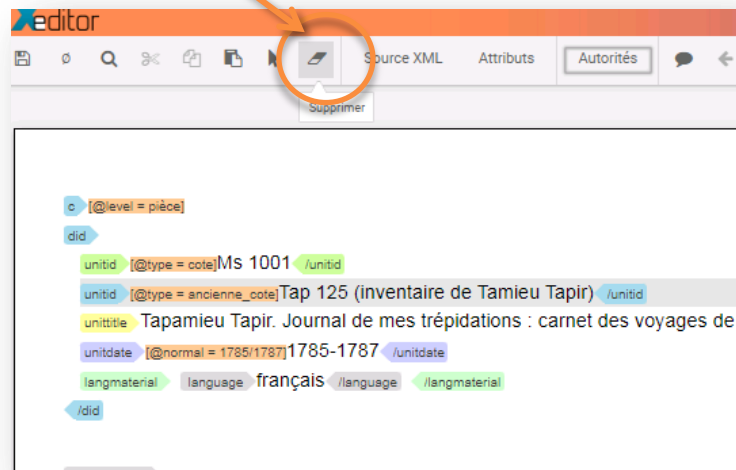 Xeditor
Source XML Attributs Autorités
Supprimer
c [@level = pièce]
did
unitid [@type = cote]Ms 1001 /unitid
unitid [@type = ancienne_cote]Tap 125 (inventaire de Tamieu Tapir) /unitid
unittitle Tapamieu Tapir. Journal de mes trépidations : carnet des voyages de
unitdate [@normal = 1785/1787]1785-1787 /unitdate
langmaterial language français /language /langmaterial
/did